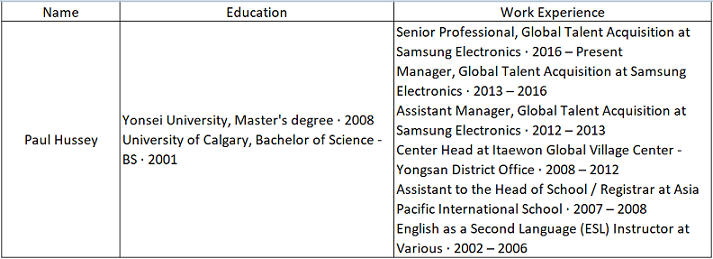 Name Education Work Experience
Paul Hussey
Yonsei University, Master's degree · 2008
University of Calgary, Bachelor of Science -
BS · 2001
Senior Professional, Global Talent Acquisition at
Samsung Electronics · 2016 – Present
Manager, Global Talent Acquisition at Samsung
Electronics · 2013 – 2016
Assistant Manager, Global Talent Acquisition at
Samsung Electronics · 2012 – 2013
Center Head at Itaewon Global Village Center -
Yongsan District Office · 2008 – 2012
Assistant to the Head of School / Registrar at Asia
Pacific International School · 2007 – 2008
English as a Second Language (ESL) Instructor at
Various · 2002 – 2006